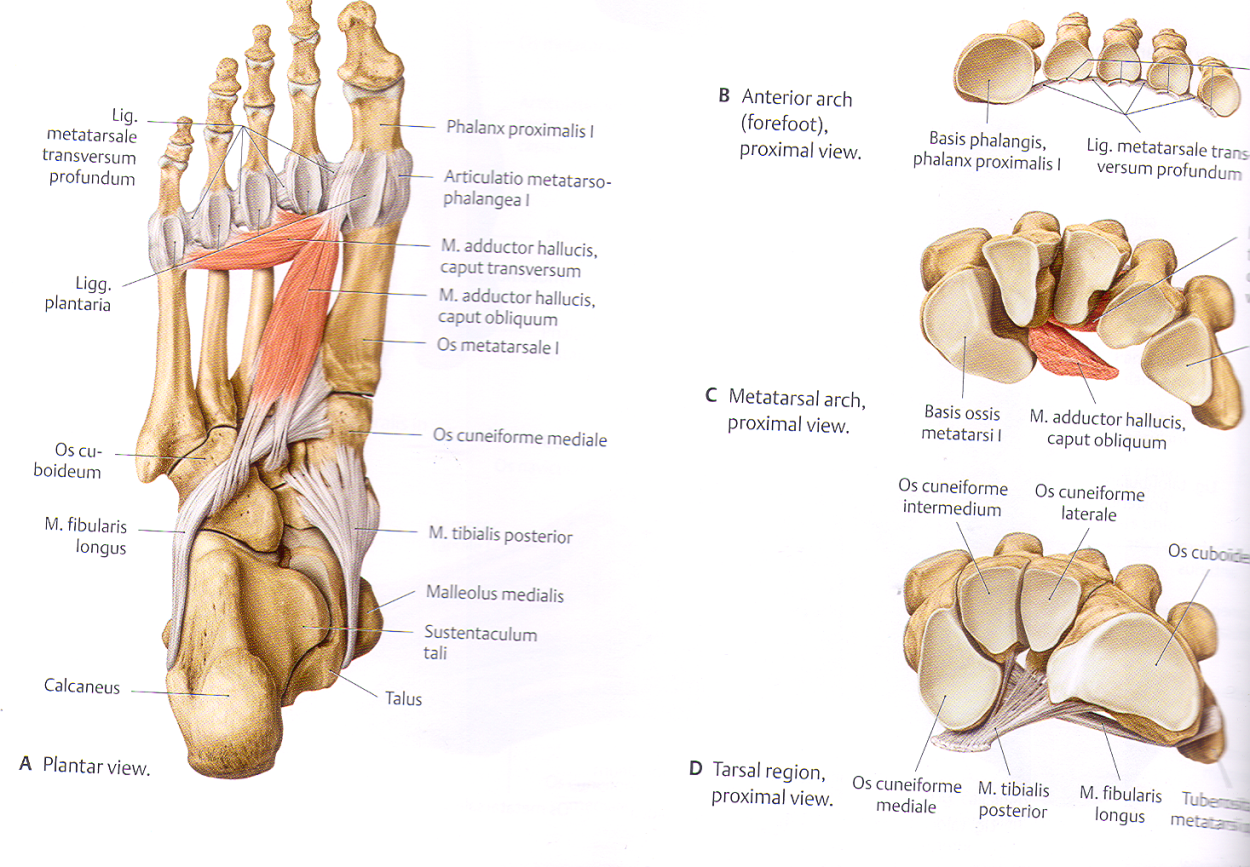 Lig.
metatarsale
transversum
profundum
Ligg.
plantaria
Os cu-
boideum
M. fibularis
longus
Calcaneus
Phalanx proximalis I
Articulatio metatarso-
phalangea I
M. adductor hallucis,
caput transversum
M. adductor hallucis,
caput obliquum
Os metatarsale I
Os cuneiforme mediale
M. tibialis posterior
Malleolus medialis
Sustentaculum
tali
Talus
A Plantar view.
B Anterior arch
(forefoot),
proximal view.
Basis phalangis,
phalanx proximalis I
Lig. metatarsale trans-
versum profundum
C Metatarsal arch,
proximal view.
Basis ossis
metatarsi I
M. adductor hallucis,
caput obliquum
Os cuneiforme
intermedium
Os cuneiforme
laterale
Os cuboide
D Tarsal region,
proximal view.
Os cuneiforme
mediale
M. tibialis
posterior
M. fibularis
longus